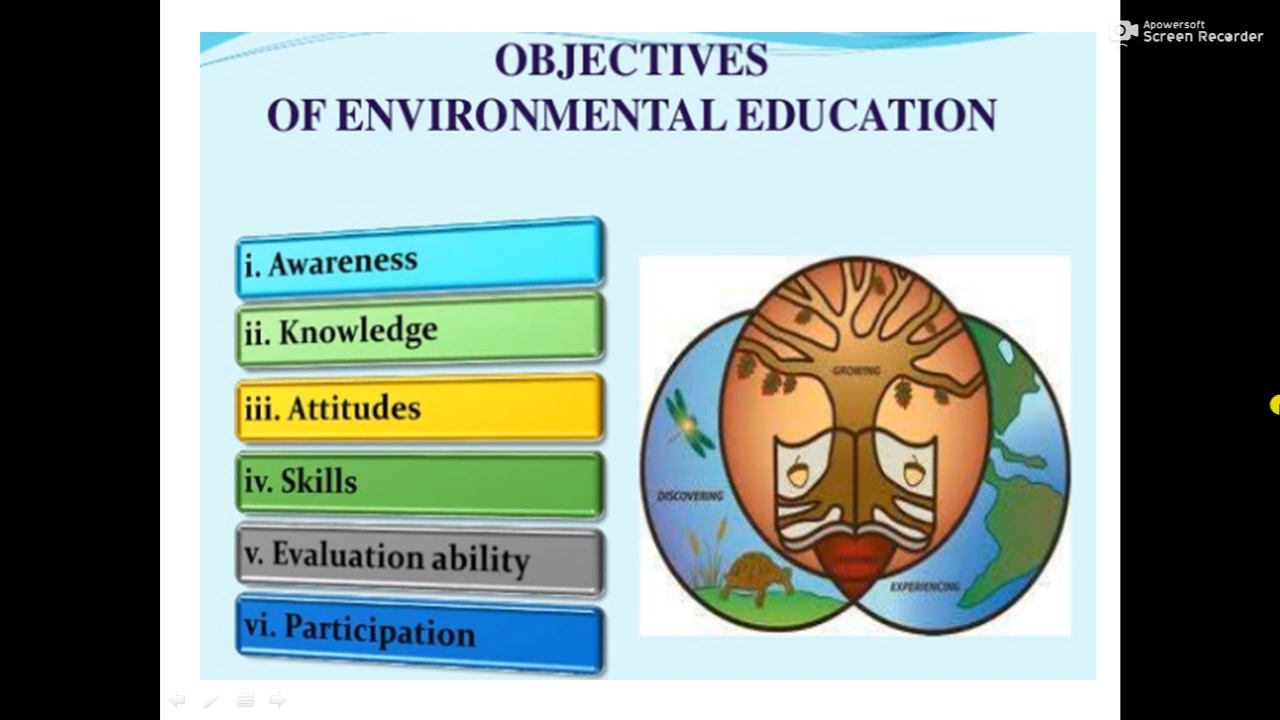 Apowersoft
Screen Recorder
OBJECTIVES
OF ENVIRONMENTAL EDUCATION
i. Awareness
ii. Knowledge
iii. Attitudes
iv. Skills
v. Evaluation ability
vi. Participation
GROWING
DISCOVERING
EXPERIENCING